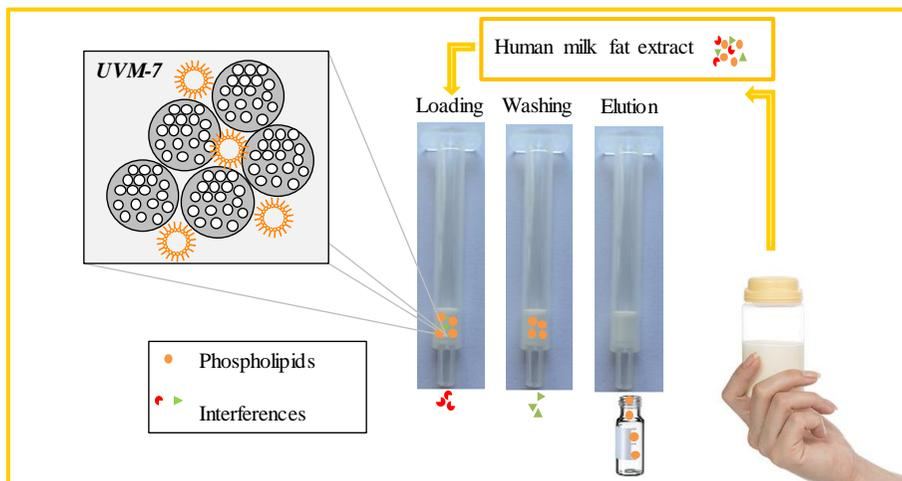 UVM-7
Human milk fat extract
Loading
Washing
Elution
Phospholipids
Interferences